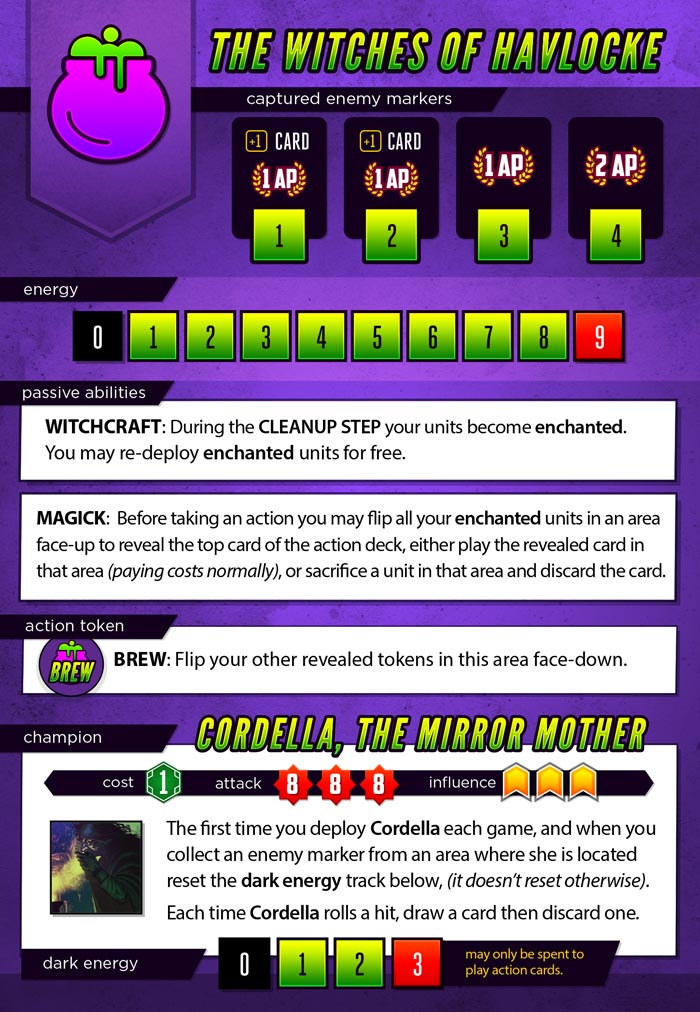 THE WITCHES OF HAVLOCKE
captured enemy markers
+1 CARD
1 AP
1
+1 CARD
1 AP
2
1 AP
3
2 AP
4
energy
0 1 2 3 4 5 6 7 8 9
passive abilities
WITCHCRAFT: During the CLEANUP STEP your units become enchanted.
You may re-deploy enchanted units for free.
MAGICK: Before taking an action you may flip all your enchanted units in an area
face-up to reveal the top card of the action deck, either play the revealed card in
that area (paying costs normally), or sacrifice a unit in that area and discard the card.
action token
BREW
BREW: Flip your other revealed tokens in this area face-down.
champion
CORDELLA, THE MIRROR MOTHER
cost 1 attack 8 8 8 influence
The first time you deploy Cordella each game, and when you
collect an enemy marker from an area where she is located
reset the dark energy track below, (it doesn't reset otherwise).
Each time Cordella rolls a hit, draw a card then discard one.
dark energy
0 1 2 3
may only be spent to
play action cards.